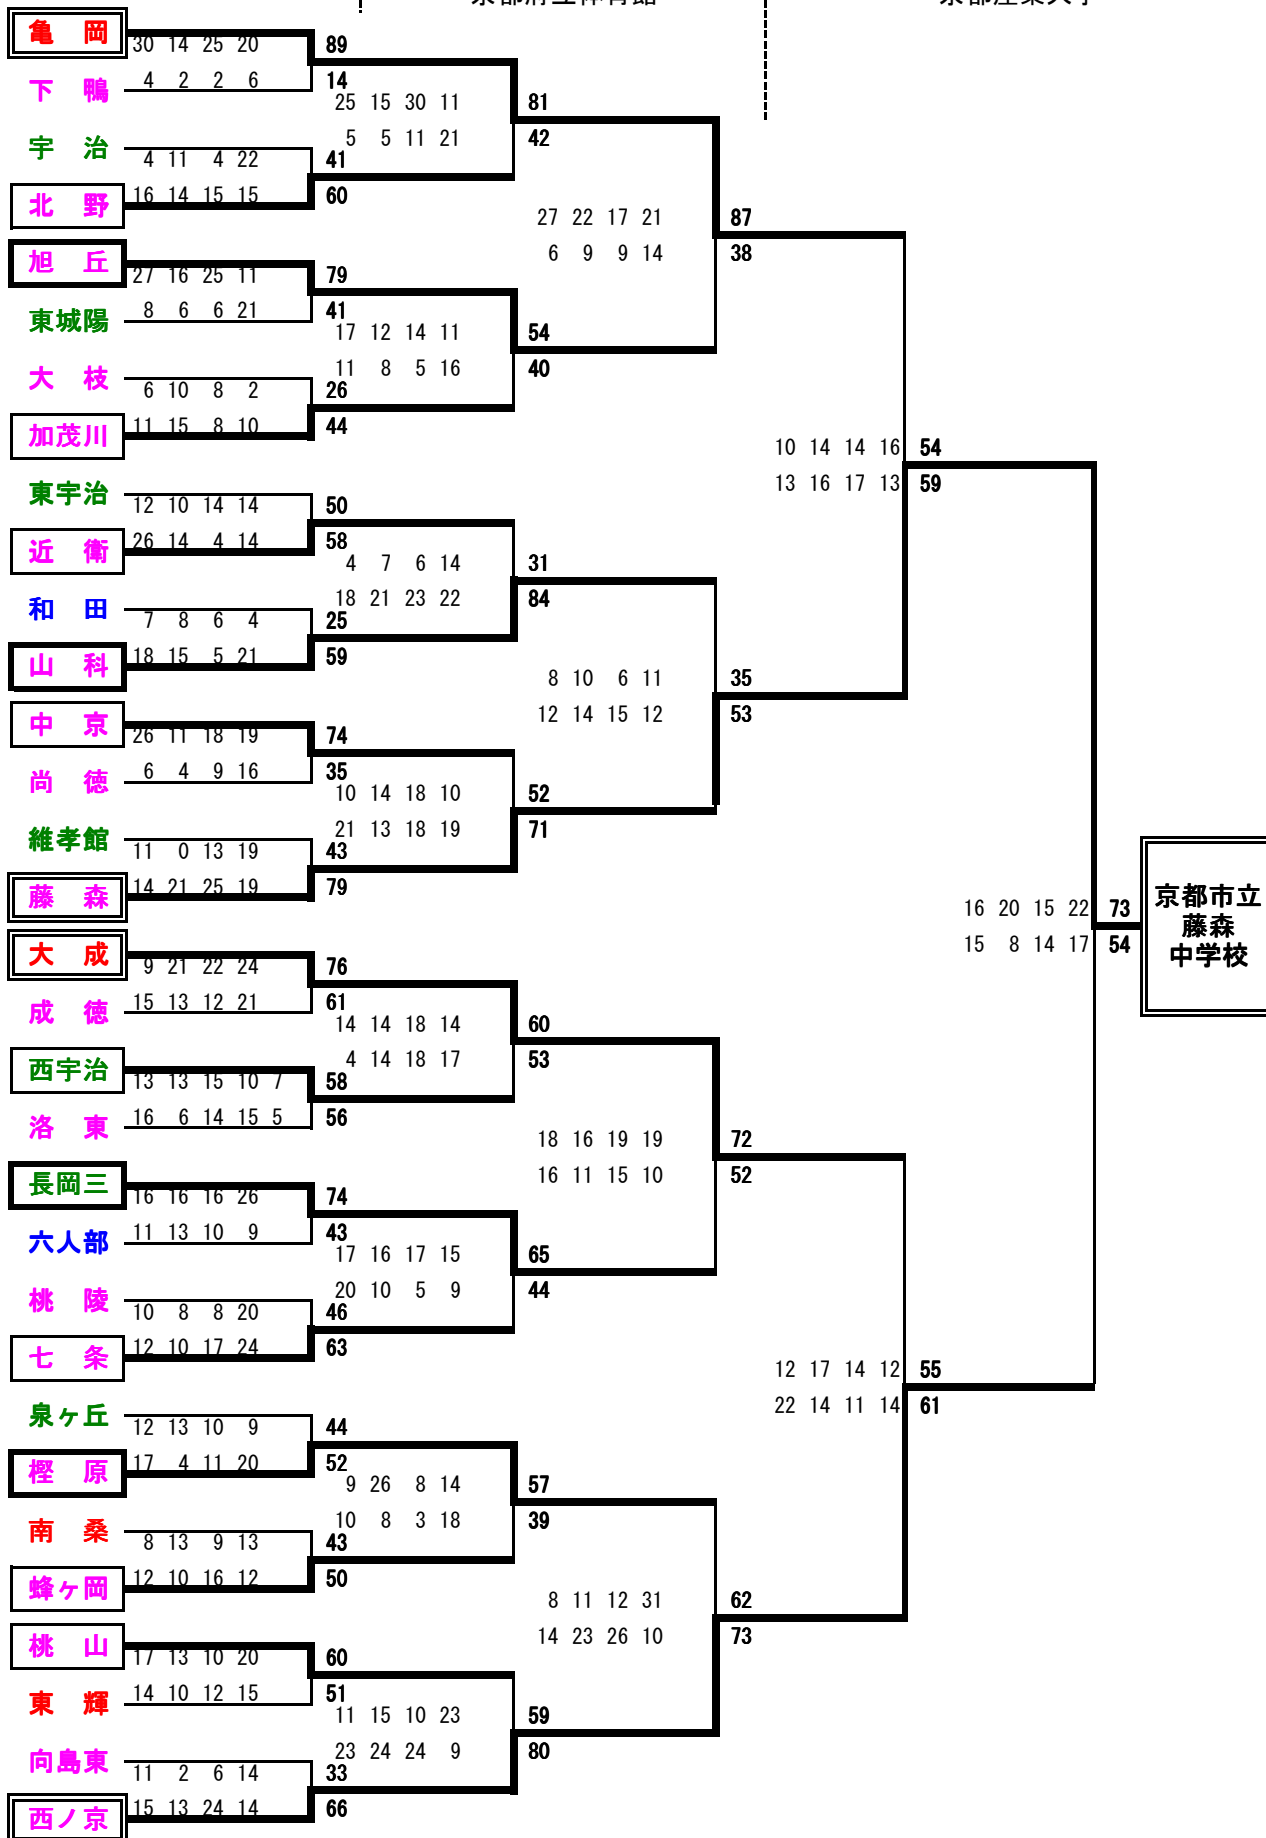 京都府立体育館 京都産業大学
亀 岡 30 14 25 20 89
下 鴨 4 2 2 6 14
25 15 30 11 81
5 5 11 21 42
宇 治 4 11 4 22 41
北 野 16 14 15 15 60
27 22 17 21 87
6 9 9 14 38
旭 丘 27 16 25 11 79
東城陽 8 6 6 21 41
17 12 14 11 54
11 8 5 16 40
大 枝 6 10 8 2 26
加茂川 11 15 8 10 44
10 14 14 16 54
13 16 17 13 59
東宇治 12 10 14 14 50
近 衛 26 14 4 14 58
4 7 6 14 31
18 21 23 22 84
和 田 7 8 6 4 25
山 科 18 15 5 21 59
8 10 6 11 35
12 14 15 12 53
中 京 26 11 18 19 74
尚 徳 6 4 9 16 35
10 14 18 10 52
21 13 18 19 71
維孝館 11 0 13 19 43
藤 森 14 21 25 19 79
16 20 15 22 73
15 8 14 17 54
京都市立
藤森
中学校
大 成 9 21 22 24 76
成 徳 15 13 12 21 61
14 14 18 14 60
4 14 18 17 53
西宇治 13 13 15 10 7 58
洛 東 16 6 14 15 5 56
18 16 19 19 72
16 11 15 10 52
長岡三 16 16 16 26 74
六人部 11 13 10 9 43
17 16 17 15 65
20 10 5 9 44
桃 陵 10 8 8 20 46
七 条 12 10 17 24 63
12 17 14 12 55
22 14 11 14 61
泉ヶ丘 12 13 10 9 44
樫 原 17 4 11 20 52
9 26 8 14 57
10 8 3 18 39
南 桑 8 13 9 13 43
蜂ヶ岡 12 10 16 12 50
8 11 12 31 62
14 23 26 10 73
桃 山 17 13 10 20 60
東 輝 14 10 12 15 51
11 15 10 23 59
23 24 24 9 80
向島東 11 2 6 14 33
西ノ京 15 13 24 14 66